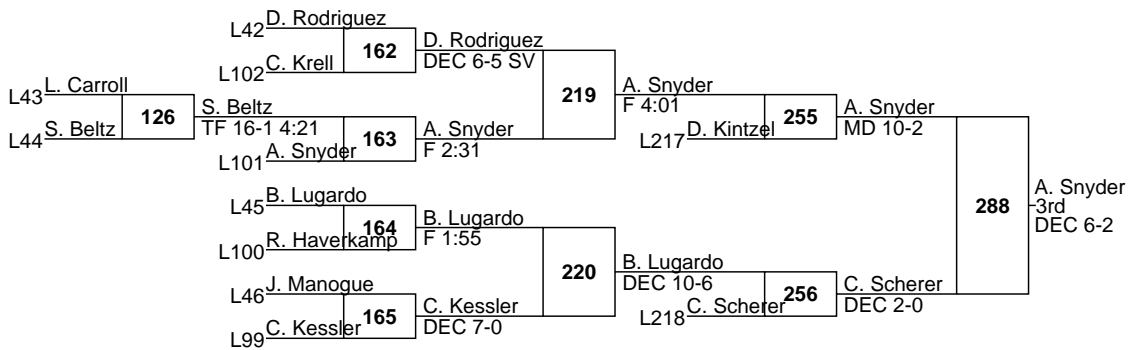 D. Rodriguez
L42
162
D. Rodriguez
DEC 6-5 SV
C. Krell
L102
L. Carroll
L43
126
S. Beltz
L44
S. Beltz
TF 16-1 4:21
163
A. Snyder
F 2:31
A. Snyder
L101
219
A. Snyder
F 4:01
255
D. Kintzel
L217
A. Snyder
MD 10-2
B. Lugardo
L45
164
B. Lugardo
F 1:55
R. Haverkamp
L100
J. Manogue
L46
165
C. Kessler
DEC 7-0
C. Kessler
L99
220
B. Lugardo
DEC 10-6
256
C. Scherer
L218
C. Scherer
DEC 2-0
288
A. Snyder
3rd
DEC 6-2